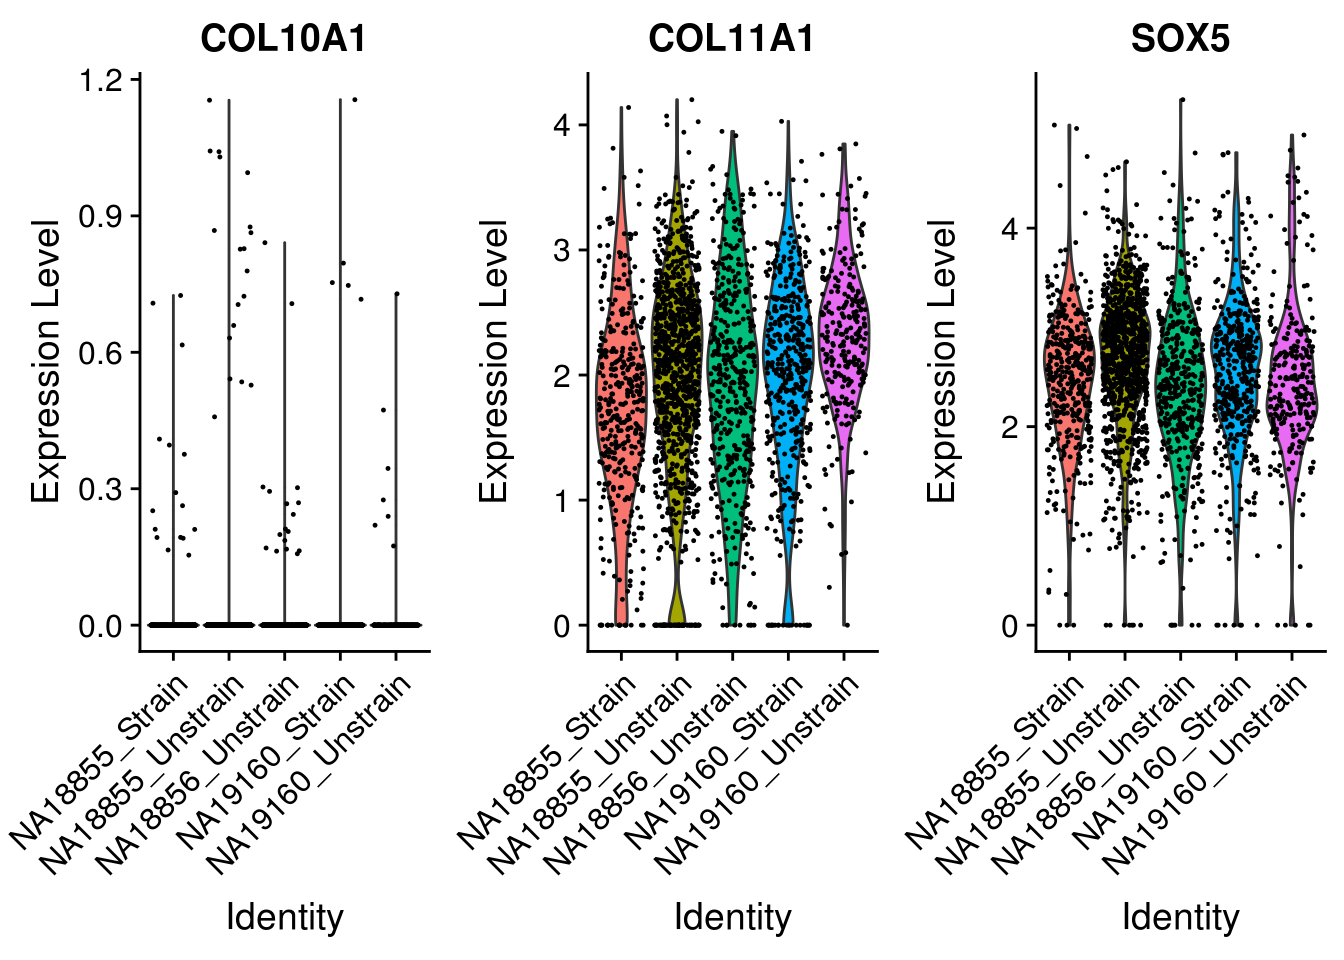 COL10A1
Expression Level
1.2
0.9
0.6
0.3
0.0
NA18855_Strain
NA18855_Unstrain
NA18856_Unstrain
NA19160_Strain
NA19160_Unstrain
Identity
COL11A1
Expression Level
4
3
2
1
0
NA18855_Strain
NA18855_Unstrain
NA18856_Unstrain
NA19160_Strain
NA19160_Unstrain
Identity
SOX5
Expression Level
4
2
0
NA18855_Strain
NA18855_Unstrain
NA18856_Unstrain
NA19160_Strain
NA19160_Unstrain
Identity